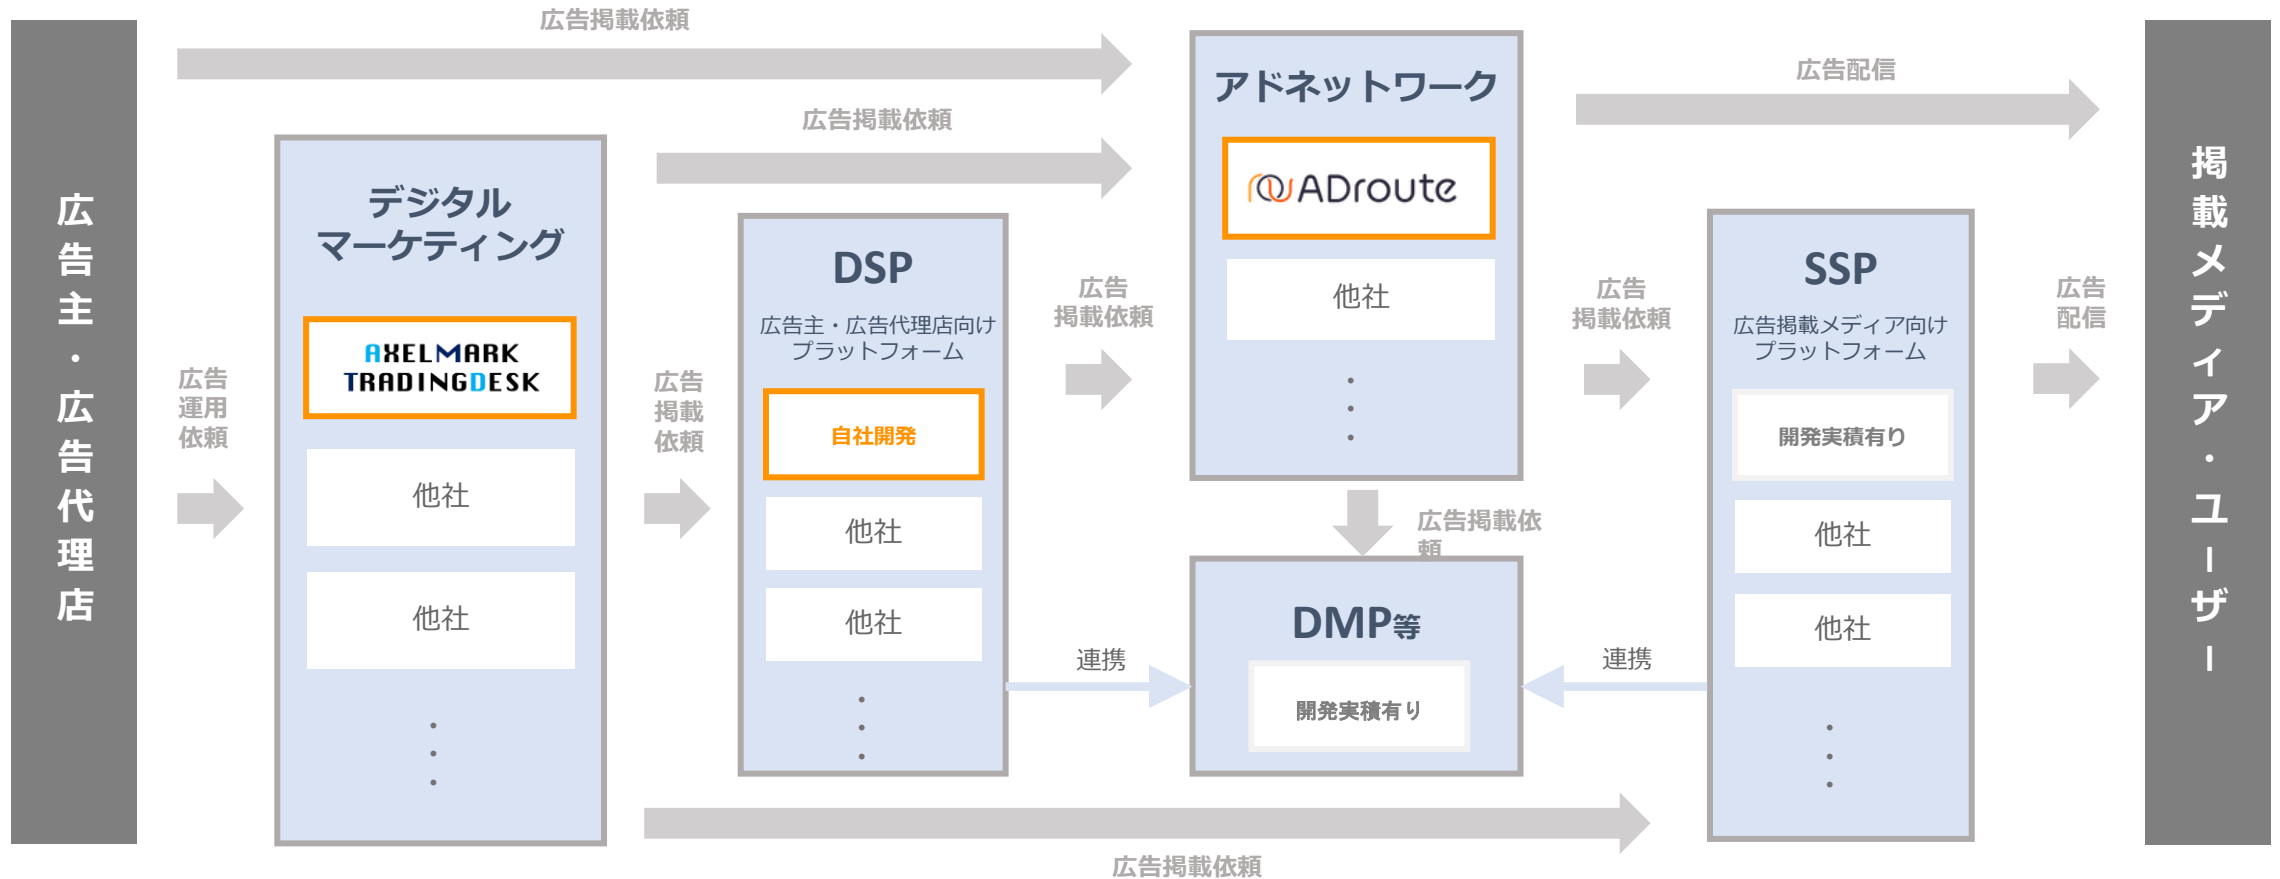 広告主・広告代理店
広告掲載依頼
広告
運用
依頼
デジタル
マーケティング
AXELMARK
TRADINGDESK
他社
他社
・
・
・
広告掲載依頼
広告
掲載
依頼
DSP
広告主・広告代理店向け
プラットフォーム
自社開発
他社
他社
・
・
・
広告
掲載依頼
アドネットワーク
ADroute
他社
・
・
・
広告掲載依
頼
連携
DMP等
開発実積有り
連携
広告配信
広告
掲載依頼
SSP
広告掲載メディア向け
プラットフォーム
開発実積有り
他社
他社
・
・
・
広告
配信
広告掲載依頼
掲載メディア・ユーザー